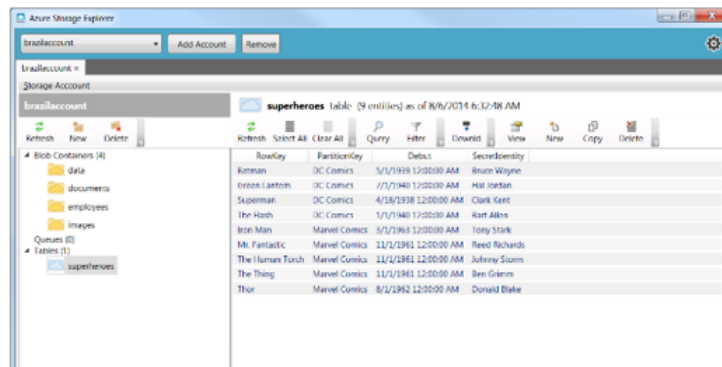 Azure Storage Explorer
brazilaccount Add Account Remove
brazilaccount ×
Storage Account
brazilaccount
superheroes table (9 entities) as of 8/6/2014 6:32:48 AM
Refresh New Delete
Refresh Select All Clear All Query Filter Downld View New Copy Delete
Blob Containers (4)
data
documents
employees
images
Queues (0)
Tables (1)
superheroes
RowKey PartitionKey Debut SecretIdentity
Batman DC Comics 5/1/1939 12:00:00 AM Bruce Wayne
Green Lantern DC Comics 7/1/1940 12:00:00 AM Hal Jordan
Superman DC Comics 4/18/1938 12:00:00 AM Clark Kent
The Flash DC Comics 1/1/1940 12:00:00 AM Bart Allen
Iron Man Marvel Comics 3/1/1963 12:00:00 AM Tony Stark
Mr. Fantastic Marvel Comics 11/1/1961 12:00:00 AM Reed Richards
The Human Torch Marvel Comics 11/1/1961 12:00:00 AM Johnny Storm
The Thing Marvel Comics 11/1/1961 12:00:00 AM Ben Grimm
Thor Marvel Comics 8/1/1962 12:00:00 AM Donald Blake